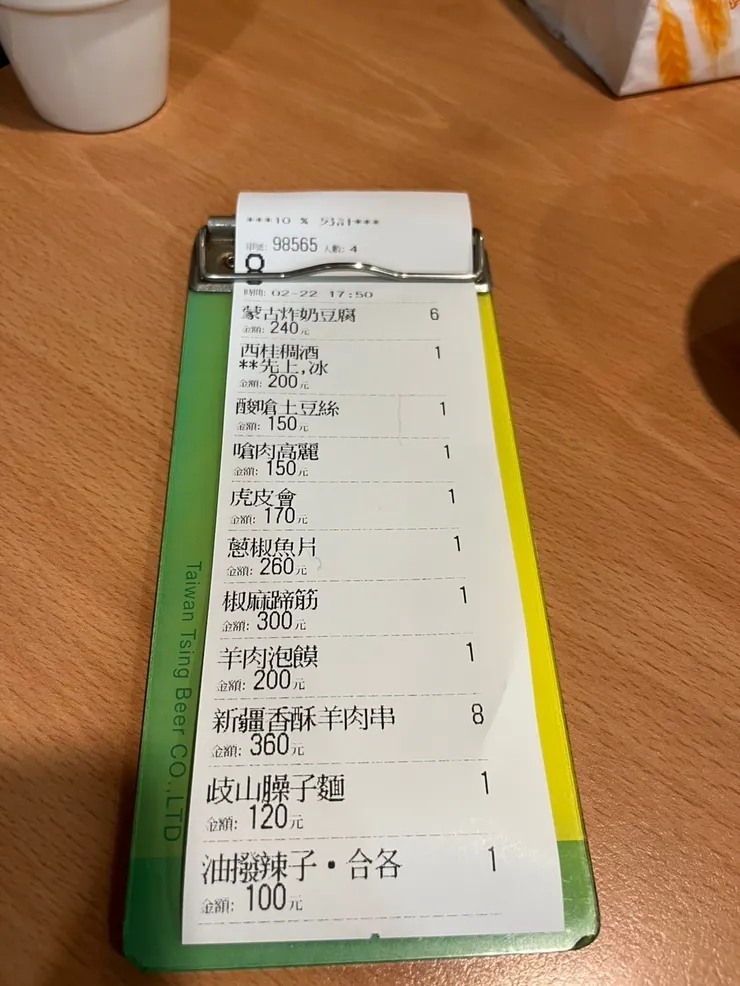 ***10 % 另計***
單號: 98565 人數: 4
8
時間: 02-22 17:50
蒙古炸奶豆腐 6
金額: 240元
西桂稠酒 1
**先上,冰
金額: 200元
酸嗆土豆絲 1
金額: 150元
嗆肉高麗 1
金額: 150元
虎皮會 1
金額: 170元
蔥椒魚片 1
金額: 260元
椒麻蹄筋 1
金額: 300元
羊肉泡饃 1
金額: 200元
新疆香酥羊肉串 8
金額: 360元
歧山臊子麵 1
金額: 120元
油撥辣子·合各 1
金額: 100元
Taiwan Tsing Beer CO.,LTD